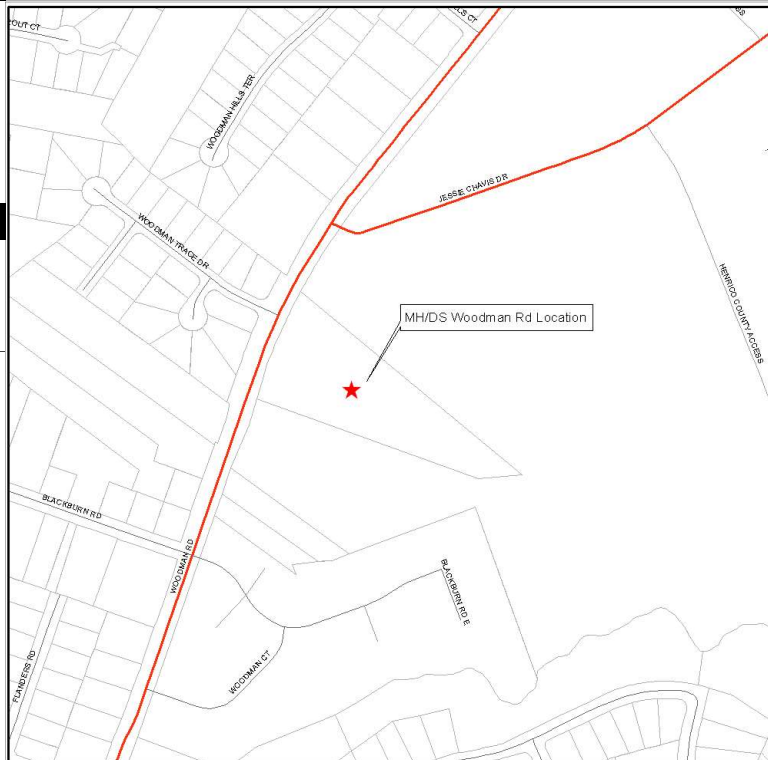 WOODMAN HILLS TER
JESSIE CHAVIS DR
WOODMAN TRACE DR
HENRICO COUNTY ACCESS
MH/DS Woodman Rd Location
BLACKBURN RD
WOODMAN RD
BLACKBURN RD E
WOODMAN CT
FLANDERS RD